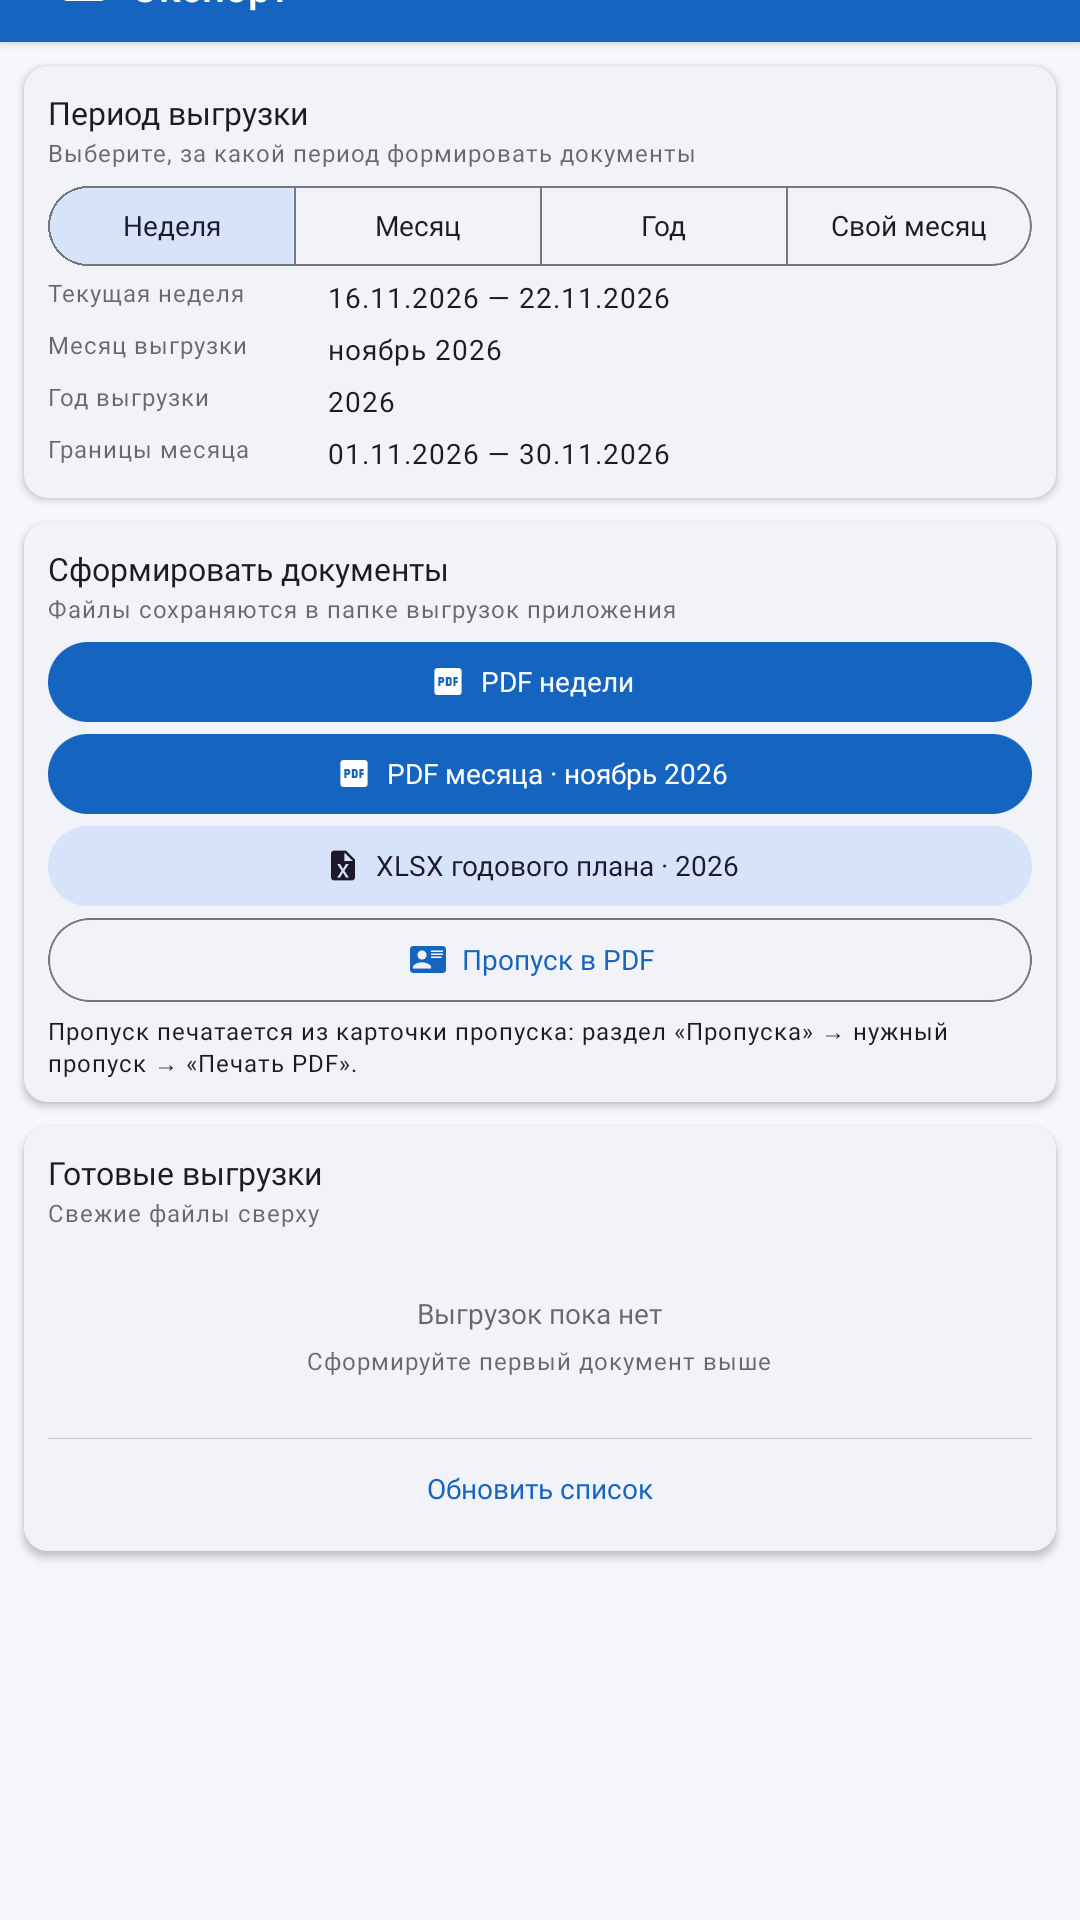 Период выгрузки
Выберите, за какой период формировать документы
Неделя Месяц Год Свой месяц
Текущая неделя 16.11.2026 — 22.11.2026
Месяц выгрузки ноябрь 2026
Год выгрузки 2026
Границы месяца 01.11.2026 — 30.11.2026
Сформировать документы
Файлы сохраняются в папке выгрузок приложения
PDF PDF недели
PDF PDF месяца · ноябрь 2026
X XLSX годового плана · 2026
Пропуск в PDF
Пропуск печатается из карточки пропуска: раздел «Пропуска» → нужный
пропуск → «Печать PDF».
Готовые выгрузки
Свежие файлы сверху
Выгрузок пока нет
Сформируйте первый документ выше
Обновить список